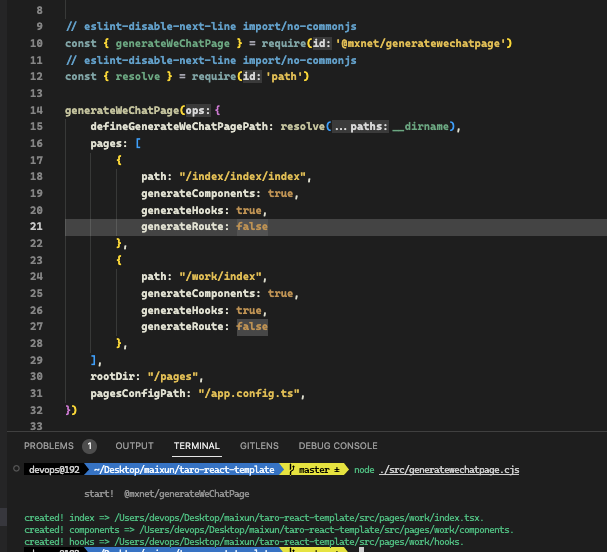 8
9 // eslint-disable-next-line import/no-commonjs
10 const { generateWeChatPage } = require(id: '@mxnet/generatewechatpage')
11 // eslint-disable-next-line import/no-commonjs
12 const { resolve } = require(id: 'path')
13
14 generateWeChatPage(ops: {
15 defineGenerateWeChatPagePath: resolve(...paths: __dirname),
16 pages: [
17 {
18 path: "/index/index/index",
19 generateComponents: true,
20 generateHooks: true,
21 generateRoute: false
22 },
23 {
24 path: "/work/index",
25 generateComponents: true,
26 generateHooks: true,
27 generateRoute: false
28 },
29 ],
30 rootDir: "/pages",
31 pagesConfigPath: "/app.config.ts",
32 })
33
PROBLEMS 1 OUTPUT TERMINAL GITLENS DEBUG CONSOLE
devops@192 ~/Desktop/maixun/taro-react-template master ± node ./src/generatewechatpage.cjs
start! @mxnet/generateWeChatPage
created! index => /Users/devops/Desktop/maixun/taro-react-template/src/pages/work/index.tsx.
created! components => /Users/devops/Desktop/maixun/taro-react-template/src/pages/work/components.
created! hooks => /Users/devops/Desktop/maixun/taro-react-template/src/pages/work/hooks.